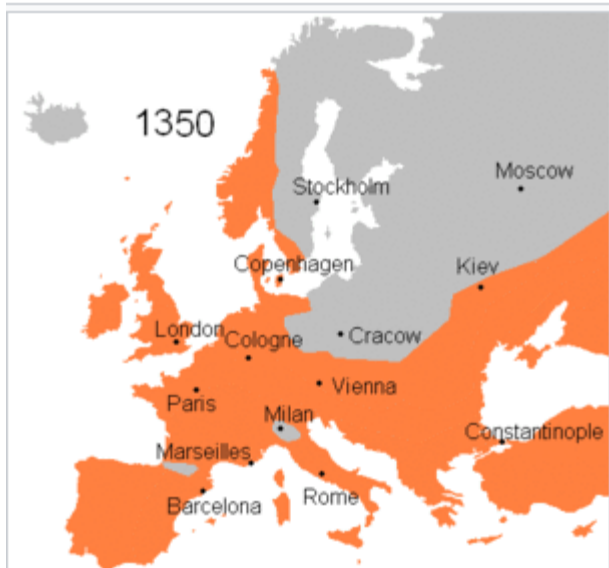 1350
Moscow
Stockholm
Copenhagen
Kiev
London
Cologne
Cracow
Paris
Vienna
Milan
Constantinople
Marseilles
Barcelona
Rome